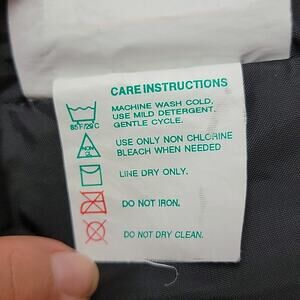 CARE INSTRUCTIONS
MACHINE WASH COLD,
USE MILD DETERGENT.
GENTLE CYCLE.
85°F/29°C
USE ONLY NON CHLORINE
BLEACH WHEN NEEDED
NON
CL
LINE DRY ONLY.
DO NOT IRON.
DO NOT DRY CLEAN.